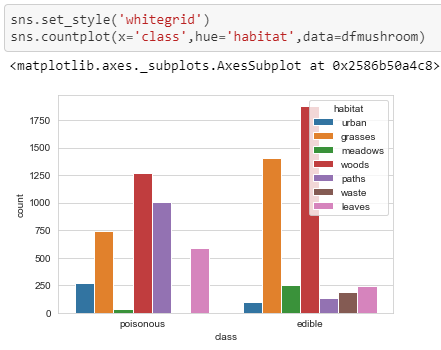 sns.set_style('whitegrid')
sns.countplot(x='class',hue='habitat',data=dfmushroom)
<matplotlib.axes._subplots.AxesSubplot at 0x2586b50a4c8>
habitat
urban
grasses
meadows
woods
paths
waste
leaves
1750
1500
1250
1000
750
500
250
0
count
poisonous
edible
class